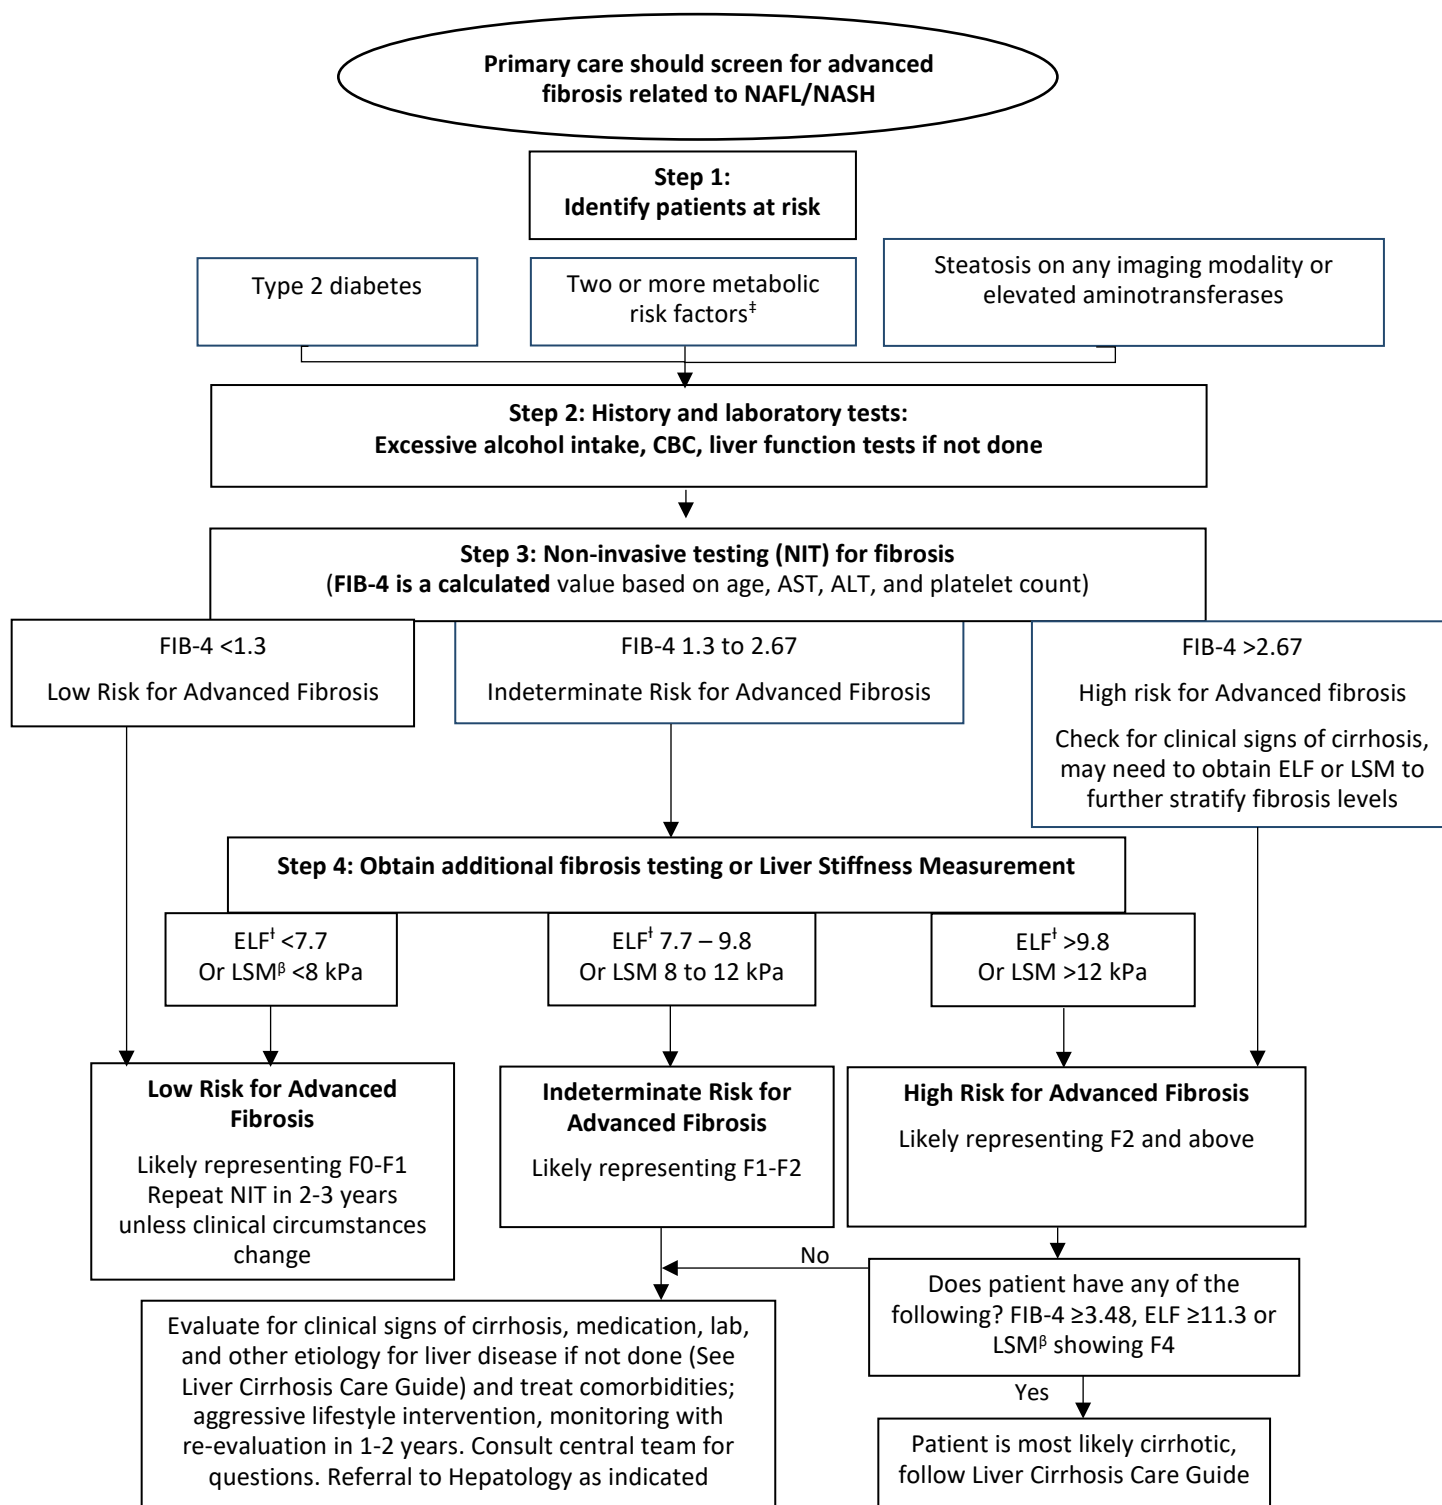 Primary care should screen for advanced
fibrosis related to NAFL/NASH
Step 1:
Identify patients at risk
Type 2 diabetes
Two or more metabolic
risk factors‡
Steatosis on any imaging modality or
elevated aminotransferases
Step 2: History and laboratory tests:
Excessive alcohol intake, CBC, liver function tests if not done
Step 3: Non-invasive testing (NIT) for fibrosis
(FIB-4 is a calculated value based on age, AST, ALT, and platelet count)
FIB-4 <1.3
Low Risk for Advanced Fibrosis
FIB-4 1.3 to 2.67
Indeterminate Risk for Advanced Fibrosis
FIB-4 >2.67
High risk for Advanced fibrosis
Check for clinical signs of cirrhosis,
may need to obtain ELF or LSM to
further stratify fibrosis levels
Step 4: Obtain additional fibrosis testing or Liver Stiffness Measurement
ELFƚ <7.7
Or LSMᵝ <8 kPa
ELFƚ 7.7 – 9.8
Or LSM 8 to 12 kPa
ELFƚ >9.8
Or LSM >12 kPa
Low Risk for Advanced
Fibrosis
Likely representing F0-F1
Repeat NIT in 2-3 years
unless clinical circumstances
change
Indeterminate Risk for
Advanced Fibrosis
Likely representing F1-F2
High Risk for Advanced Fibrosis
Likely representing F2 and above
No
Does patient have any of the
following? FIB-4 ≥3.48, ELF ≥11.3 or
LSMᵝ showing F4
Yes
Evaluate for clinical signs of cirrhosis, medication, lab,
and other etiology for liver disease if not done (See
Liver Cirrhosis Care Guide) and treat comorbidities;
aggressive lifestyle intervention, monitoring with
re-evaluation in 1-2 years. Consult central team for
questions. Referral to Hepatology as indicated
Patient is most likely cirrhotic,
follow Liver Cirrhosis Care Guide